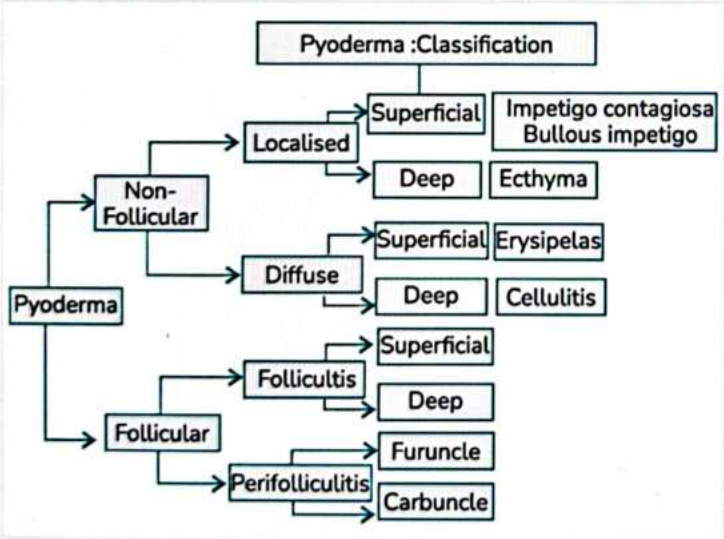 Pyoderma :Classification
Superficial
Impetigo contagiosa
Bullous impetigo
Localised
Deep
Ecthyma
Non-
Follicular
Superficial
Erysipelas
Diffuse
Deep
Cellulitis
Pyoderma
Superficial
Follicultis
Deep
Follicular
Furuncle
Perifolliculitis
Carbuncle